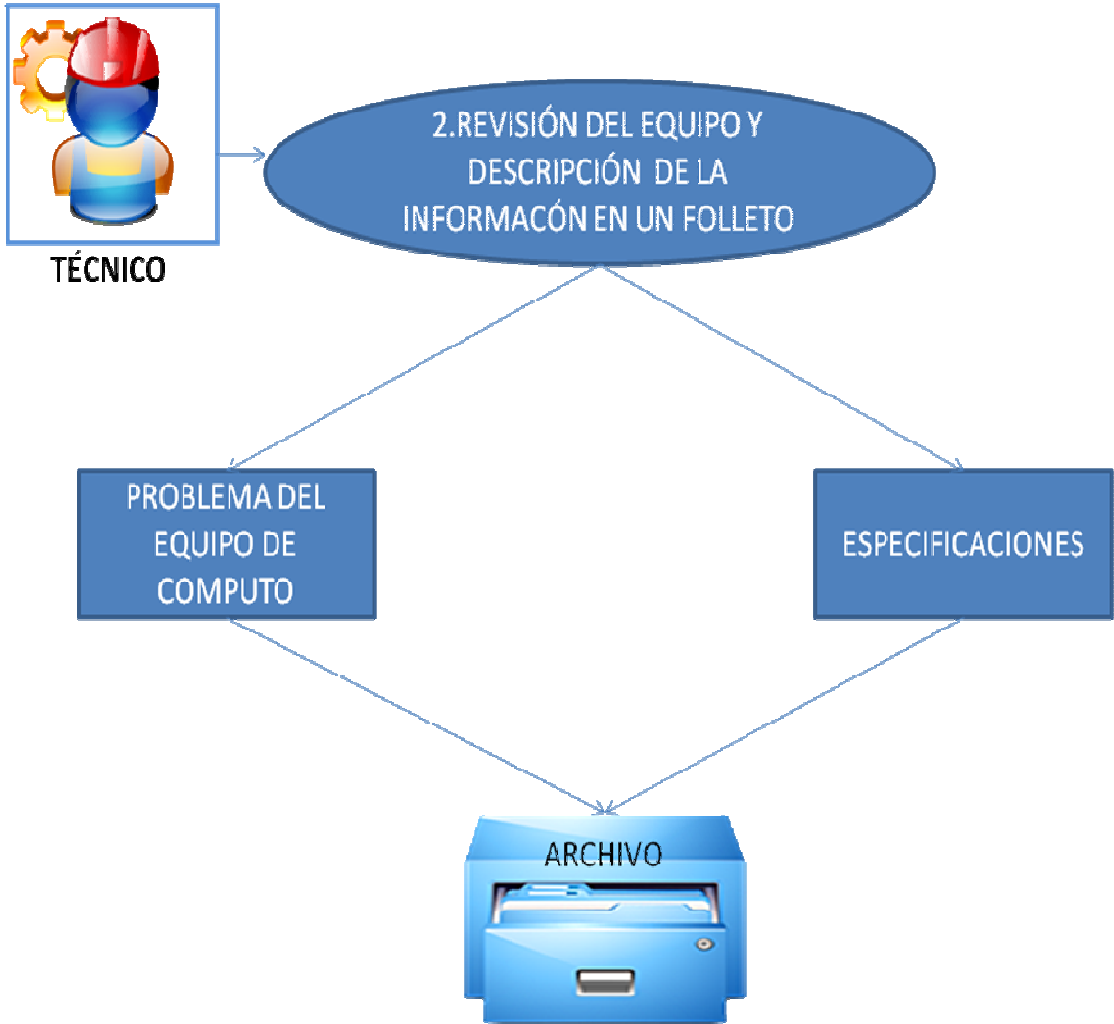 TÉCNICO
2.REVISIÓN DEL EQUIPO Y
DESCRIPCIÓN DE LA
INFORMACÓN EN UN FOLLETO
PROBLEMA DEL
EQUIPO DE
COMPUTO
ESPECIFICACIONES
ARCHIVO